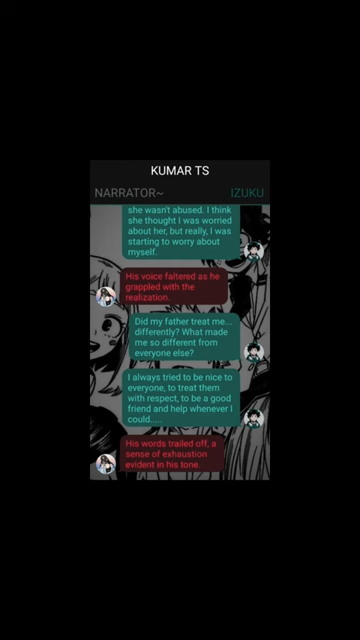 KUMAR TS
NARRATOR~ IZUKU
she wasn't abused. I think
she thought I was worried
about her, but really, I was
starting to worry about
myself.
His voice faltered as he
grappled with the
realization.
Did my father treat me...
differently? What made
me so different from
everyone else?
I always tried to be nice to
everyone, to treat them
with respect, to be a good
friend and help whenever I
could.....
His words trailed off, a
sense of exhaustion
evident in his tone.